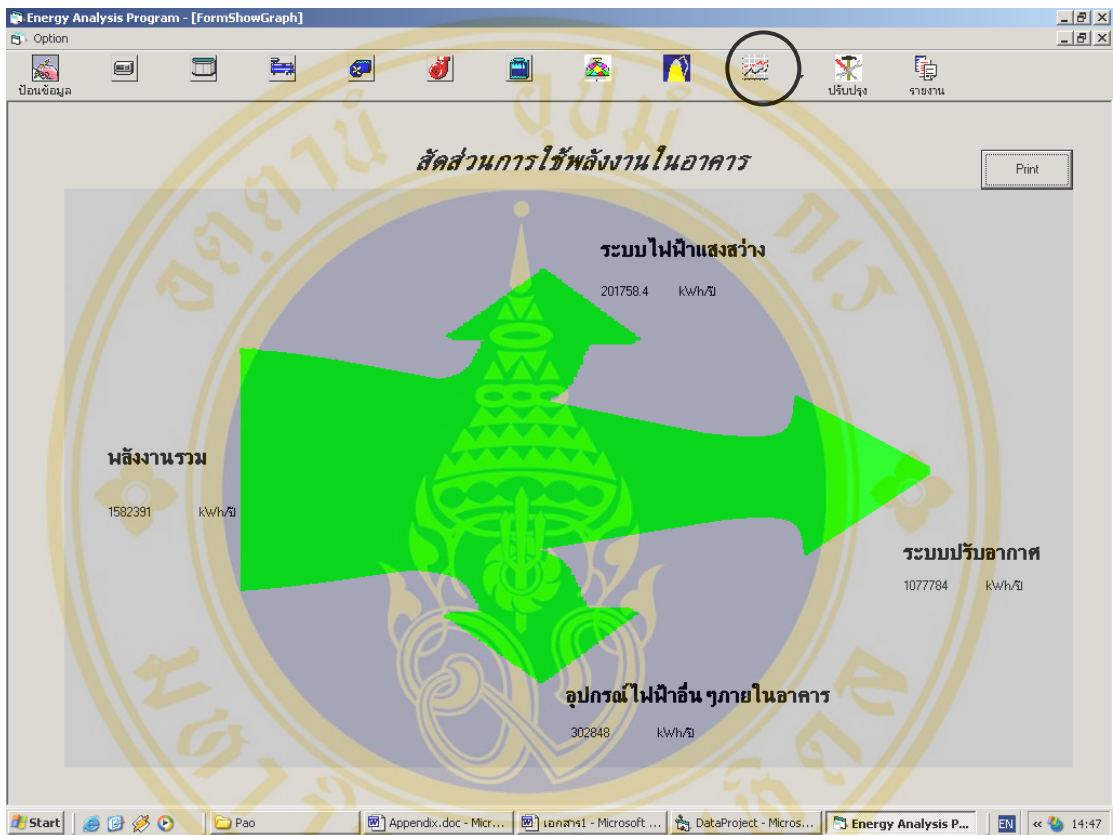 Energy Analysis Program - [FormShowGraph]
Option
ป้อนข้อมูล
ปรับปรุง
รายงาน
สัดส่วนการใช้พลังงานในอาคาร
Print
ระบบไฟฟ้าแสงสว่าง
201758.4 kWh/ปี
พลังงานรวม
1582391 kWh/ปี
ระบบปรับอากาศ
1077784 kWh/ปี
อุปกรณ์ไฟฟ้าอื่น ๆภายในอาคาร
302848 kWh/ปี
Start Pao Appendix.doc - Micr... เอกสาร1 - Microsoft ... DataProject - Micros... Energy Analysis P... EN « 14:47